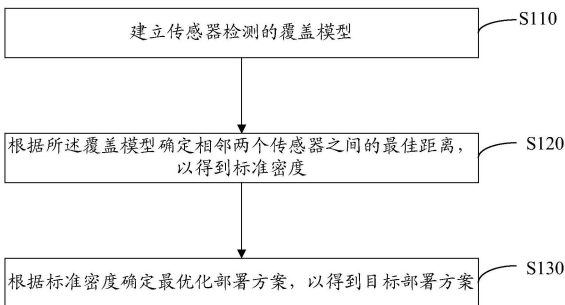 建立传感器检测的覆盖模型
S110
根据所述覆盖模型确定相邻两个传感器之间的最佳距离，
以得到标准密度
S120
根据标准密度确定最优化部署方案，以得到目标部署方案
S130